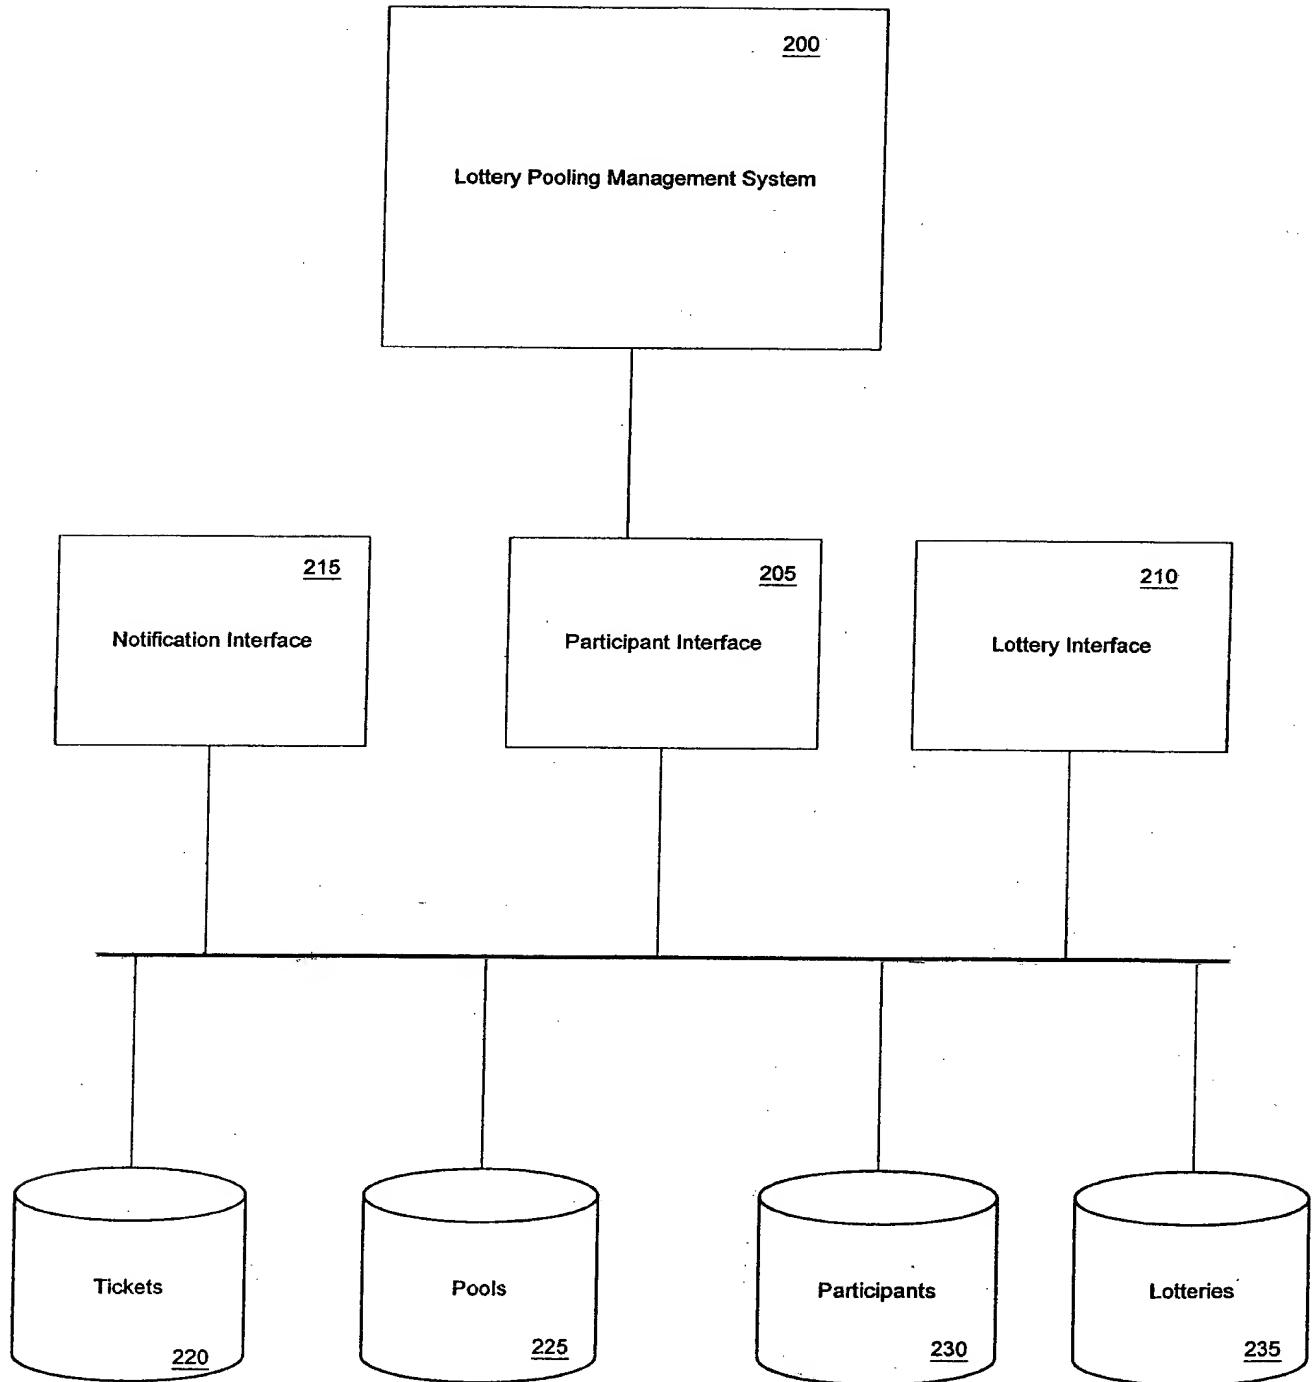 200
Lottery Pooling Management System
215
Notification Interface
205
Participant Interface
210
Lottery Interface
Tickets
220
Pools
225
Participants
230
Lotteries
235